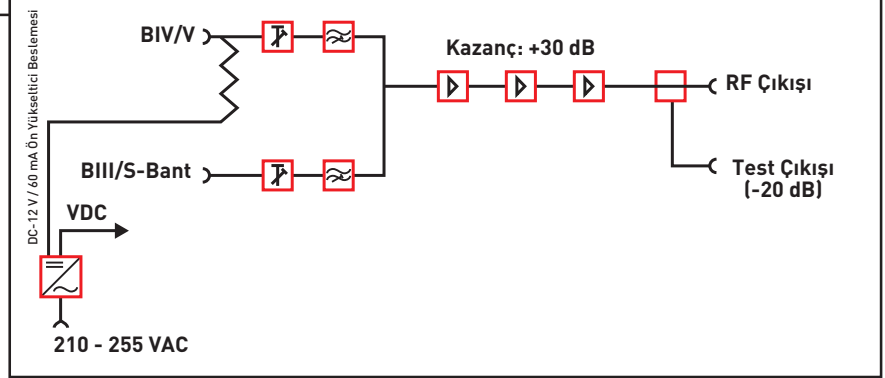 DC-12 V / 60 mA Ön Yükseltici Beslemesi
BIV/V
Kazanç: +30 dB
RF Çıkışı
BIII/S-Bant
Test Çıkışı
(-20 dB)
VDC
210 - 255 VAC